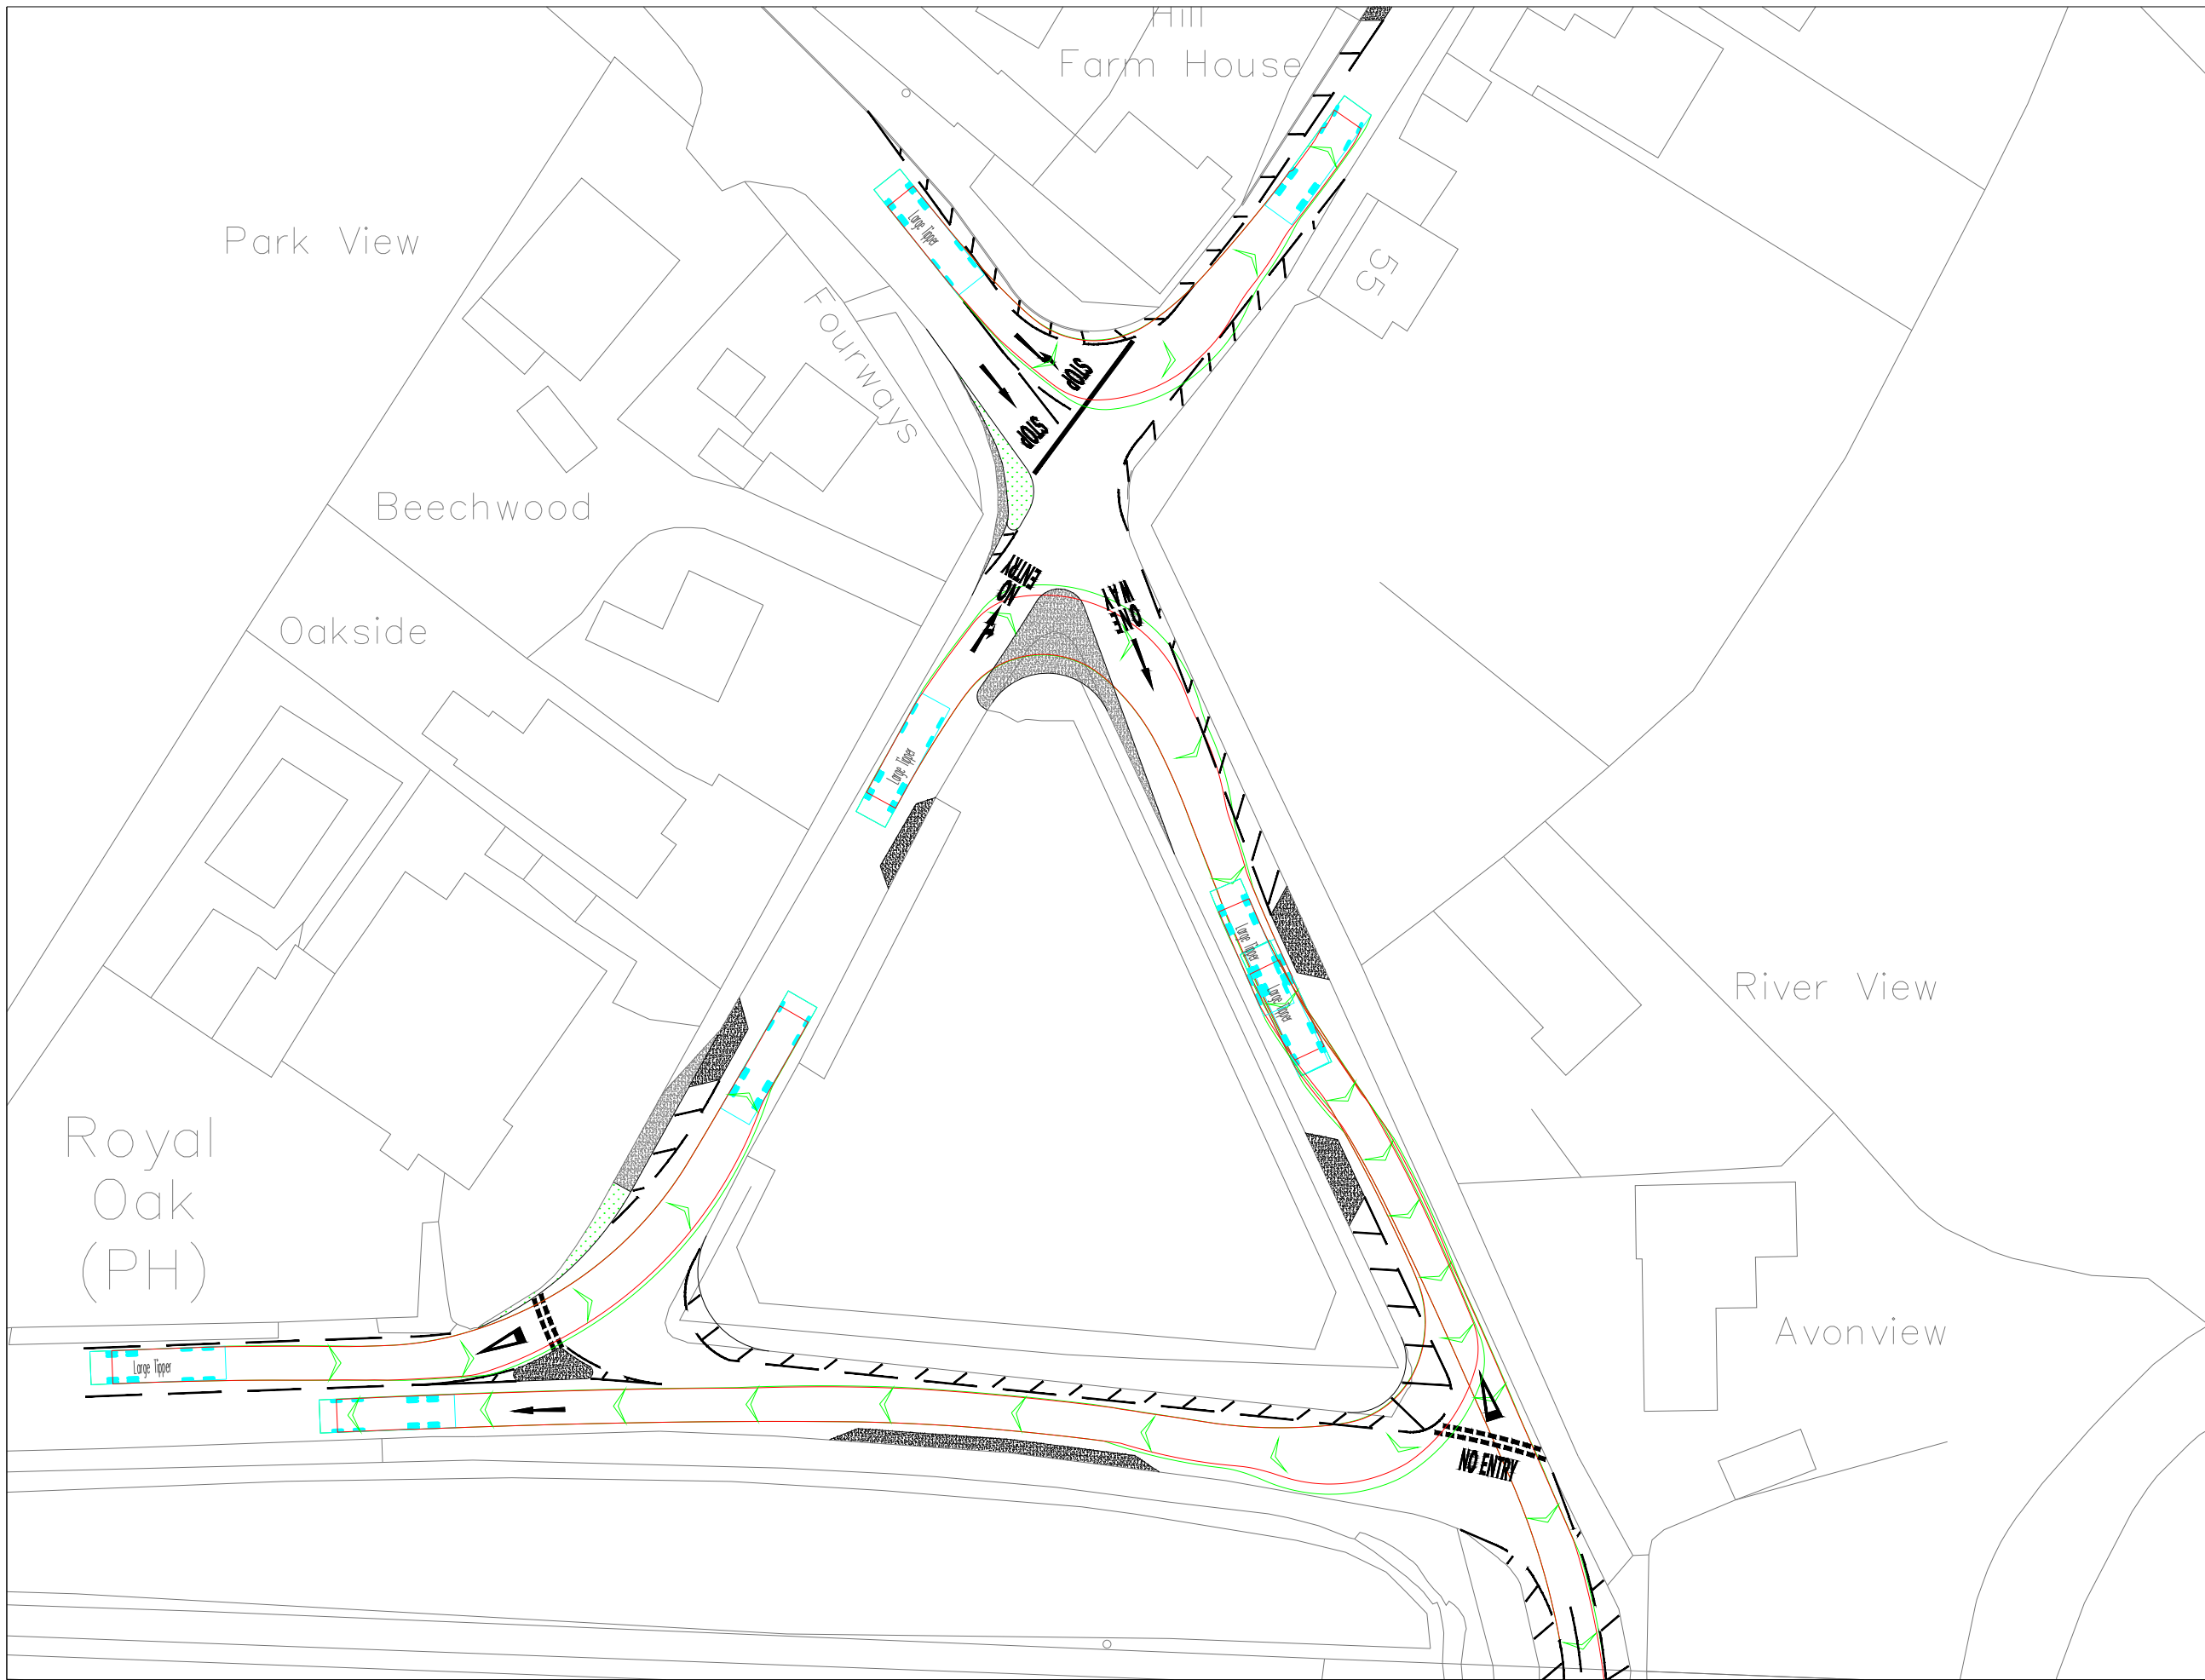 Hill
Farm House
Park View
Large Tipper
55
Fourways
STOP
STOP
Beechwood
NO
ENTRY
ONE
WAY
Oakside
Large Tipper
Large Tipper
Large Tipper
River View
Royal
Oak
(PH)
Avonview
Large Tipper
NO ENTRY